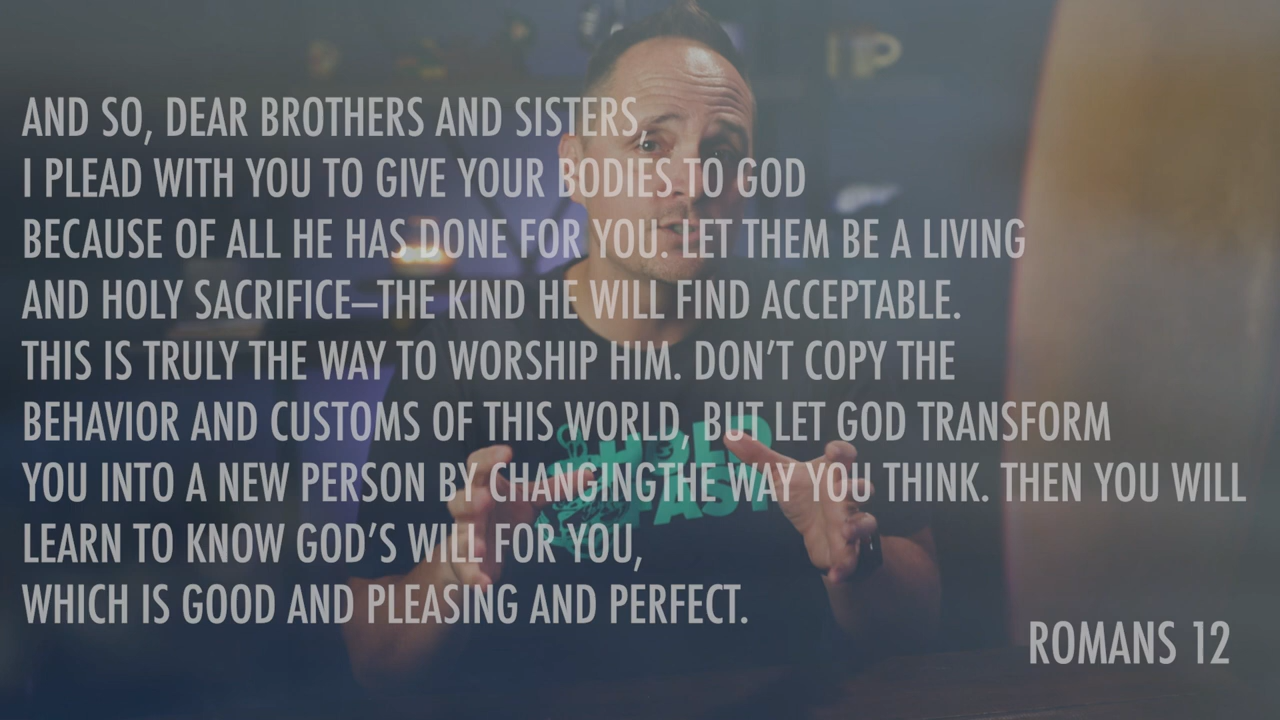 AND SO, DEAR BROTHERS AND SISTERS,
I PLEAD WITH YOU TO GIVE YOUR BODIES TO GOD
BECAUSE OF ALL HE HAS DONE FOR YOU. LET THEM BE A LIVING
AND HOLY SACRIFICE—THE KIND HE WILL FIND ACCEPTABLE.
THIS IS TRULY THE WAY TO WORSHIP HIM. DON’T COPY THE
BEHAVIOR AND CUSTOMS OF THIS WORLD, BUT LET GOD TRANSFORM
YOU INTO A NEW PERSON BY CHANGINGTHE WAY YOU THINK. THEN YOU WILL
LEARN TO KNOW GOD’S WILL FOR YOU,
WHICH IS GOOD AND PLEASING AND PERFECT.
ROMANS 12
HOLD
FAST